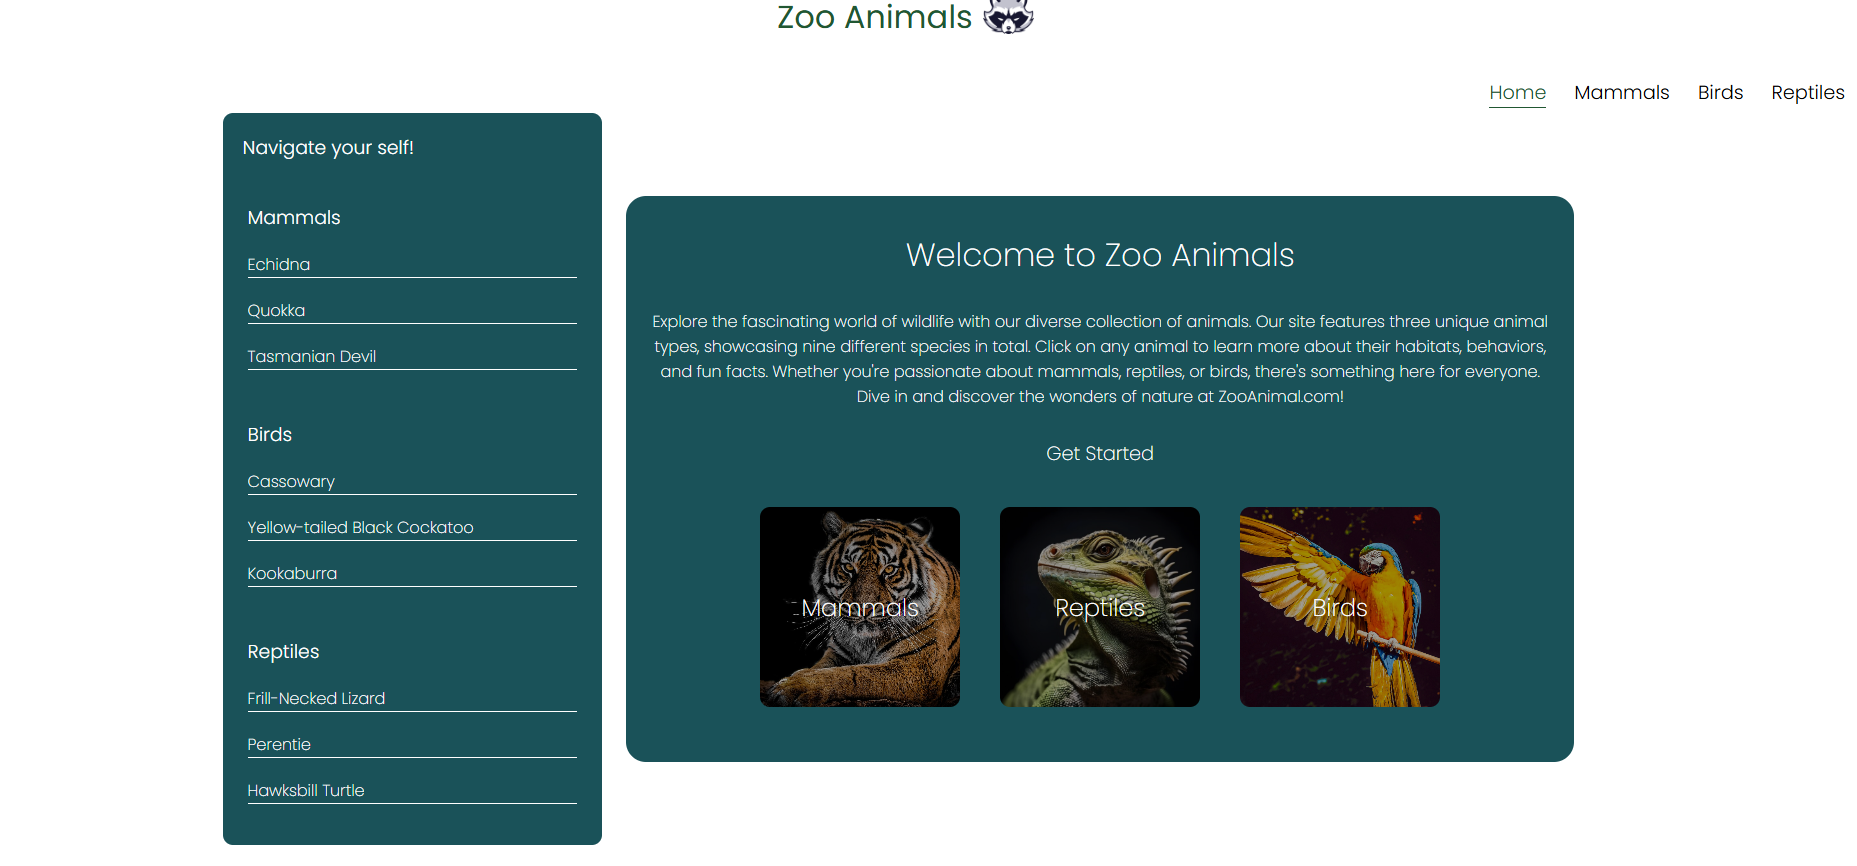 Zoo Animals
Home Mammals Birds Reptiles
Navigate your self!
Mammals
Echidna
Quokka
Tasmanian Devil
Birds
Cassowary
Yellow-tailed Black Cockatoo
Kookaburra
Reptiles
Frill-Necked Lizard
Perentie
Hawksbill Turtle
Welcome to Zoo Animals
Explore the fascinating world of wildlife with our diverse collection of animals. Our site features three unique animal
types, showcasing nine different species in total. Click on any animal to learn more about their habitats, behaviors,
and fun facts. Whether you're passionate about mammals, reptiles, or birds, there's something here for everyone.
Dive in and discover the wonders of nature at ZooAnimal.com!
Get Started
Mammals
Reptiles
Birds